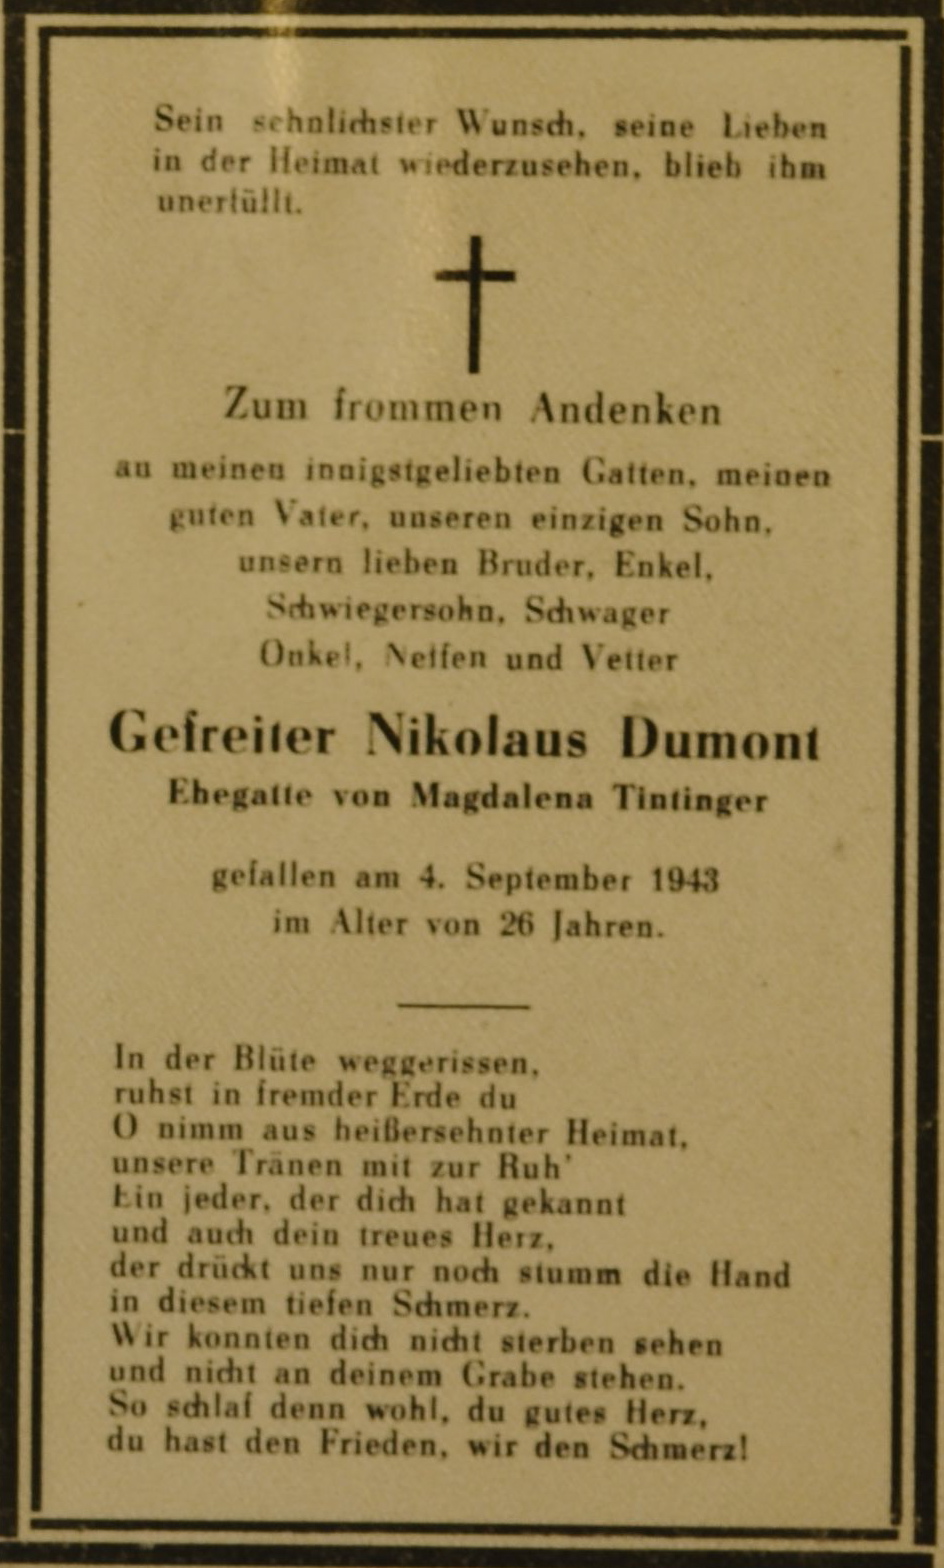 Sein sehnlichster Wunsch, seine Lieben
in der Heimat wiederzusehen, blieb ihm
unerfüllt.
Zum frommen Andenken
an meinen innigstgeliebten Gatten, meinen
guten Vater, unseren einzigen Sohn,
unsern lieben Bruder, Enkel,
Schwiegersohn, Schwager
Onkel, Neffen und Vetter
Gefreiter Nikolaus Dumont
Ehegatte von Magdalena Tintinger
gefallen am 4. September 1943
im Alter von 26 Jahren.
In der Blüte weggerissen,
ruhst in fremder Erde du
O nimm aus heißersehnter Heimat,
unsere Tränen mit zur Ruh'
Ein jeder, der dich hat gekannt
und auch dein treues Herz,
der drückt uns nur noch stumm die Hand
in diesem tiefen Schmerz.
Wir konnten dich nicht sterben sehen
und nicht an deinem Grabe stehen.
So schlaf denn wohl, du gutes Herz,
du hast den Frieden, wir den Schmerz!